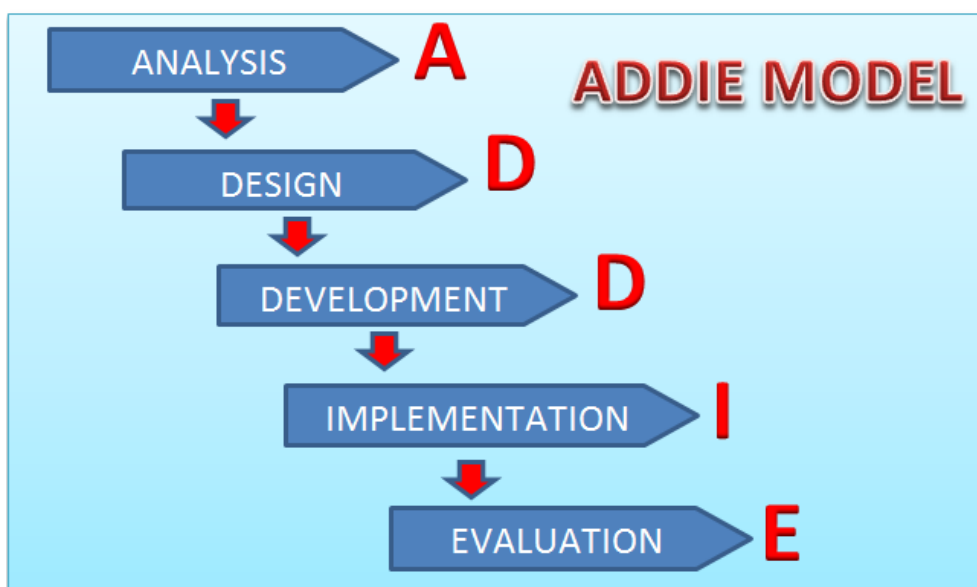 ANALYSIS A
ADDIE MODEL
DESIGN D
DEVELOPMENT D
IMPLEMENTATION I
EVALUATION E